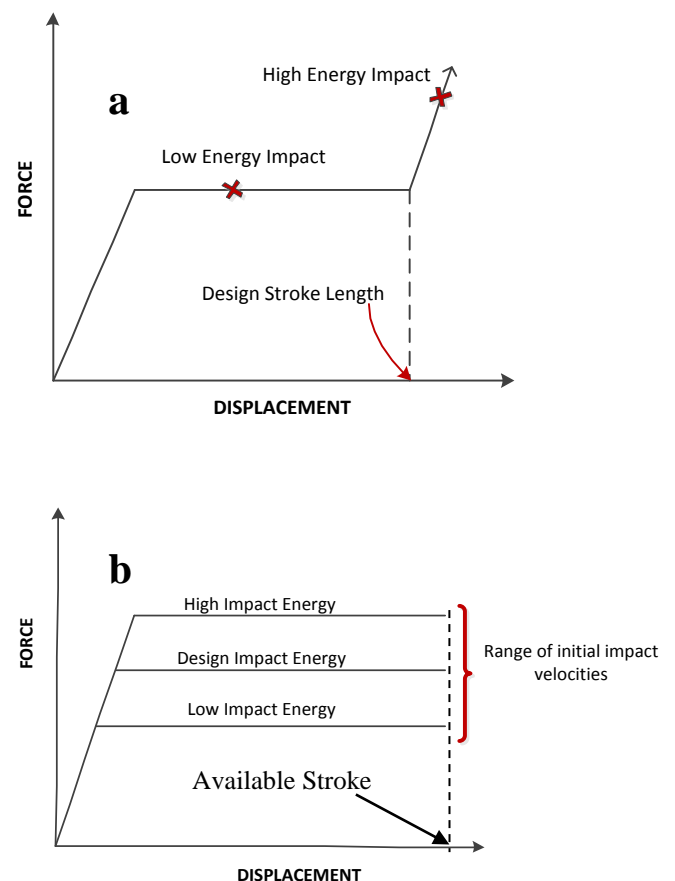 High Energy Impact
a
Low Energy Impact
FORCE
Design Stroke Length
DISPLACEMENT
b
High Impact Energy
FORCE
Design Impact Energy
Range of initial impact
velocities
Low Impact Energy
Available Stroke
DISPLACEMENT